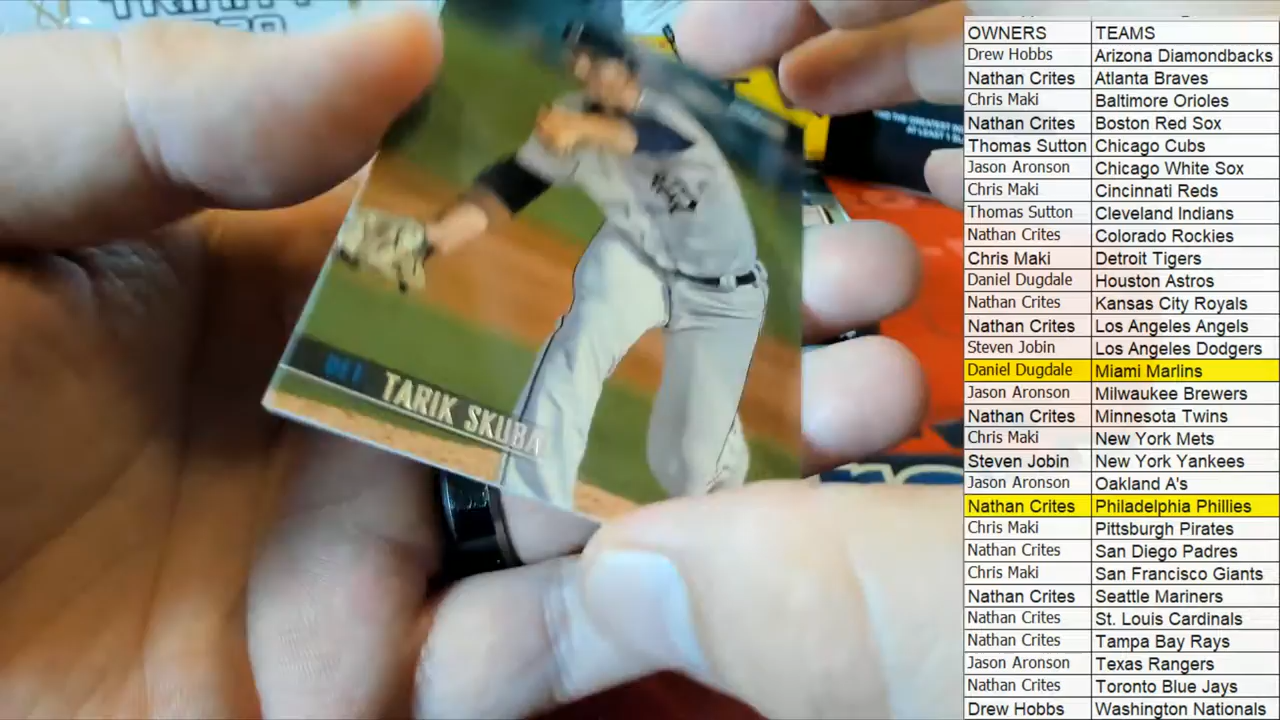 OWNERS TEAMS
Drew Hobbs Arizona Diamondbacks
Nathan Crites Atlanta Braves
Chris Maki Baltimore Orioles
Nathan Crites Boston Red Sox
Thomas Sutton Chicago Cubs
Jason Aronson Chicago White Sox
Chris Maki Cincinnati Reds
Thomas Sutton Cleveland Indians
Nathan Crites Colorado Rockies
Chris Maki Detroit Tigers
Daniel Dugdale Houston Astros
Nathan Crites Kansas City Royals
Nathan Crites Los Angeles Angels
Steven Jobin Los Angeles Dodgers
Daniel Dugdale Miami Marlins
Jason Aronson Milwaukee Brewers
Nathan Crites Minnesota Twins
Chris Maki New York Mets
Steven Jobin New York Yankees
Jason Aronson Oakland A's
Nathan Crites Philadelphia Phillies
Chris Maki Pittsburgh Pirates
Nathan Crites San Diego Padres
Chris Maki San Francisco Giants
Nathan Crites Seattle Mariners
Nathan Crites St. Louis Cardinals
Nathan Crites Tampa Bay Rays
Jason Aronson Texas Rangers
Nathan Crites Toronto Blue Jays
Drew Hobbs Washington Nationals
TARIK SKUBAL